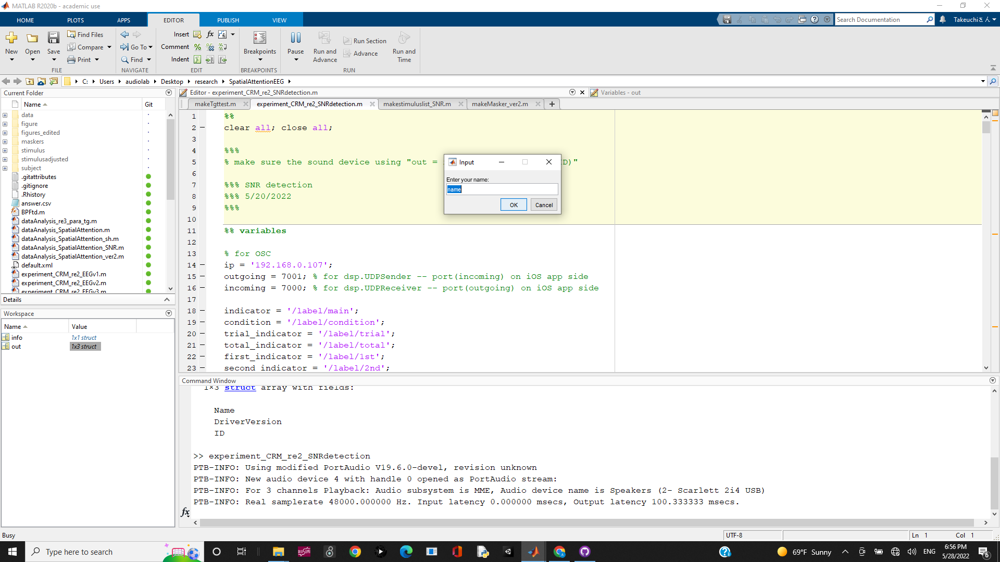 MATLAB R2020b - academic use
HOME PLOTS APPS EDITOR PUBLISH VIEW
Search Documentation
Takeuchiさん
New
Open
Save
Find Files
Compare
Print
FILE
Go To
Find
NAVIGATE
Insert
Comment
Indent
EDIT
Breakpoints
BREAKPOINTS
Pause
Run and Advance
Run Section
Advance
Run and Time
RUN
C: Users audiolab Desktop research SpatialAttentionEEG
Current Folder
Name Git
data
figure
figures_edited
maskers
stimulus
stimulusadjusted
subject
.gitattributes
.gitignore
.Rhistory
answer.csv
BPFtd.m
dataAnalysis_re3_para_tg.m
dataAnalysis_SpatialAttention.m
dataAnalysis_SpatialAttention_sh.m
dataAnalysis_SpatialAttention_SNR.m
dataAnalysis_SpatialAttention_ver2.m
default.xml
experiment_CRM_re2_EEGv1.m
experiment_CRM_re2_EEGv2.m
experiment_CRM_re2_EEGv3.m
Details
Workspace
Name Value
info 1x1 struct
out 1x3 struct
Editor - experiment_CRM_re2_SNRdetection.m
Variables - out
makeTgttest.m experiment_CRM_re2_SNRdetection.m makestimuluslist_SNR.m makeMasker_ver2.m
1 %%
2 clear all; close all;
3
4 %%%
5 % make sure the sound device using "out = D)"
6
7 %%% SNR detection
8 %%% 5/20/2022
9 %%%
10
11 %% variables
12
13 % for OSC
14 ip = '192.168.0.107';
15 outgoing = 7001; % for dsp.UDPSender -- port(incoming) on iOS app side
16 incoming = 7000; % for dsp.UDPReceiver -- port(outgoing) on iOS app side
17
18 indicator = '/label/main';
19 condition = '/label/condition';
20 trial_indicator = '/label/trial';
21 total_indicator = '/label/total';
22 first_indicator = '/label/1st';
23 second indicator = '/label/2nd';
Input
Enter your name:
name
OK Cancel
Command Window
1×3 struct array with fields:
Name
DriverVersion
ID
>> experiment_CRM_re2_SNRdetection
PTB-INFO: Using modified PortAudio V19.6.0-devel, revision unknown
PTB-INFO: New audio device 4 with handle 0 opened as PortAudio stream:
PTB-INFO: For 3 channels Playback: Audio subsystem is MME, Audio device name is Speakers (2- Scarlett 2i4 USB)
PTB-INFO: Real samplerate 48000.000000 Hz. Input latency 0.000000 msecs, Output latency 100.333333 msecs.
fx
Busy
UTF-8
Ln 1 Col 1
Type here to search
BIOSEMI
69°F Sunny
ENG
6:56 PM
5/28/2022
6